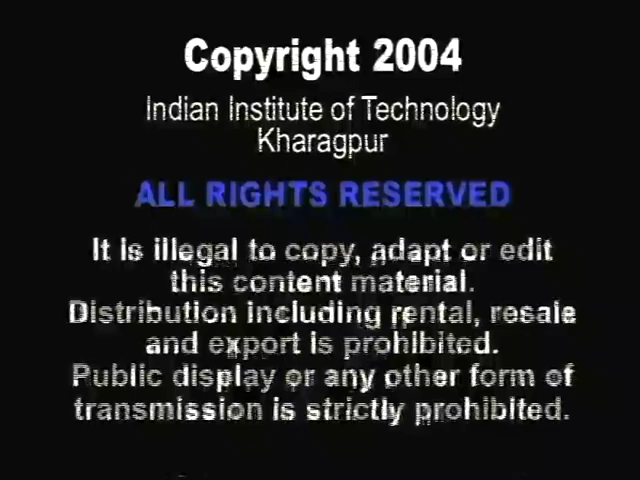 Copyright 2004
Indian Institute of Technology
Kharagpur
ALL RIGHTS RESERVED
It is illegal to copy, adapt or edit
this content material.
Distribution including rental, resale
and export is prohibited.
Public display or any other form of
transmission is strictly prohibited.